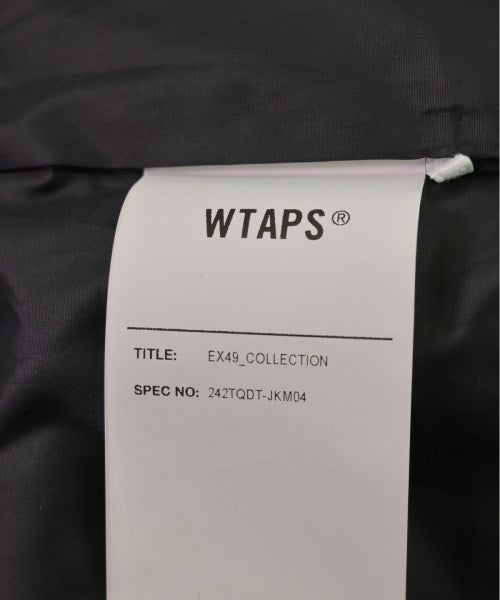 WTAPS®
TITLE: EX49_COLLECTION
SPEC NO: 242TQDT-JKM04